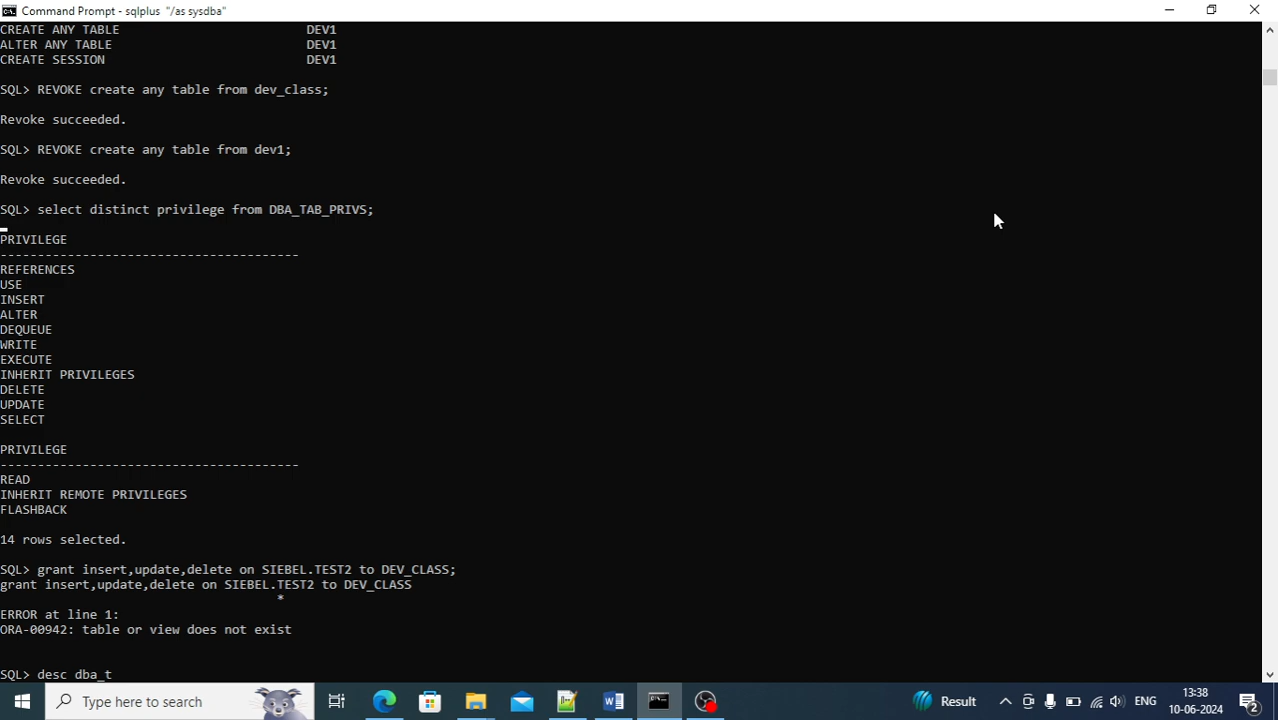 Command Prompt - sqlplus "/as sysdba"
CREATE ANY TABLE DEV1
ALTER ANY TABLE DEV1
CREATE SESSION DEV1
SQL> REVOKE create any table from dev_class;
Revoke succeeded.
SQL> REVOKE create any table from dev1;
Revoke succeeded.
SQL> select distinct privilege from DBA_TAB_PRIVS;
PRIVILEGE
----------------------------------------
REFERENCES
USE
INSERT
ALTER
DEQUEUE
WRITE
EXECUTE
INHERIT PRIVILEGES
DELETE
UPDATE
SELECT
PRIVILEGE
----------------------------------------
READ
INHERIT REMOTE PRIVILEGES
FLASHBACK
14 rows selected.
SQL> grant insert,update,delete on SIEBEL.TEST2 to DEV_CLASS;
grant insert,update,delete on SIEBEL.TEST2 to DEV_CLASS
*
ERROR at line 1:
ORA-00942: table or view does not exist
SQL> desc dba_t
Type here to search
Result
ENG
13:38
10-06-2024
2